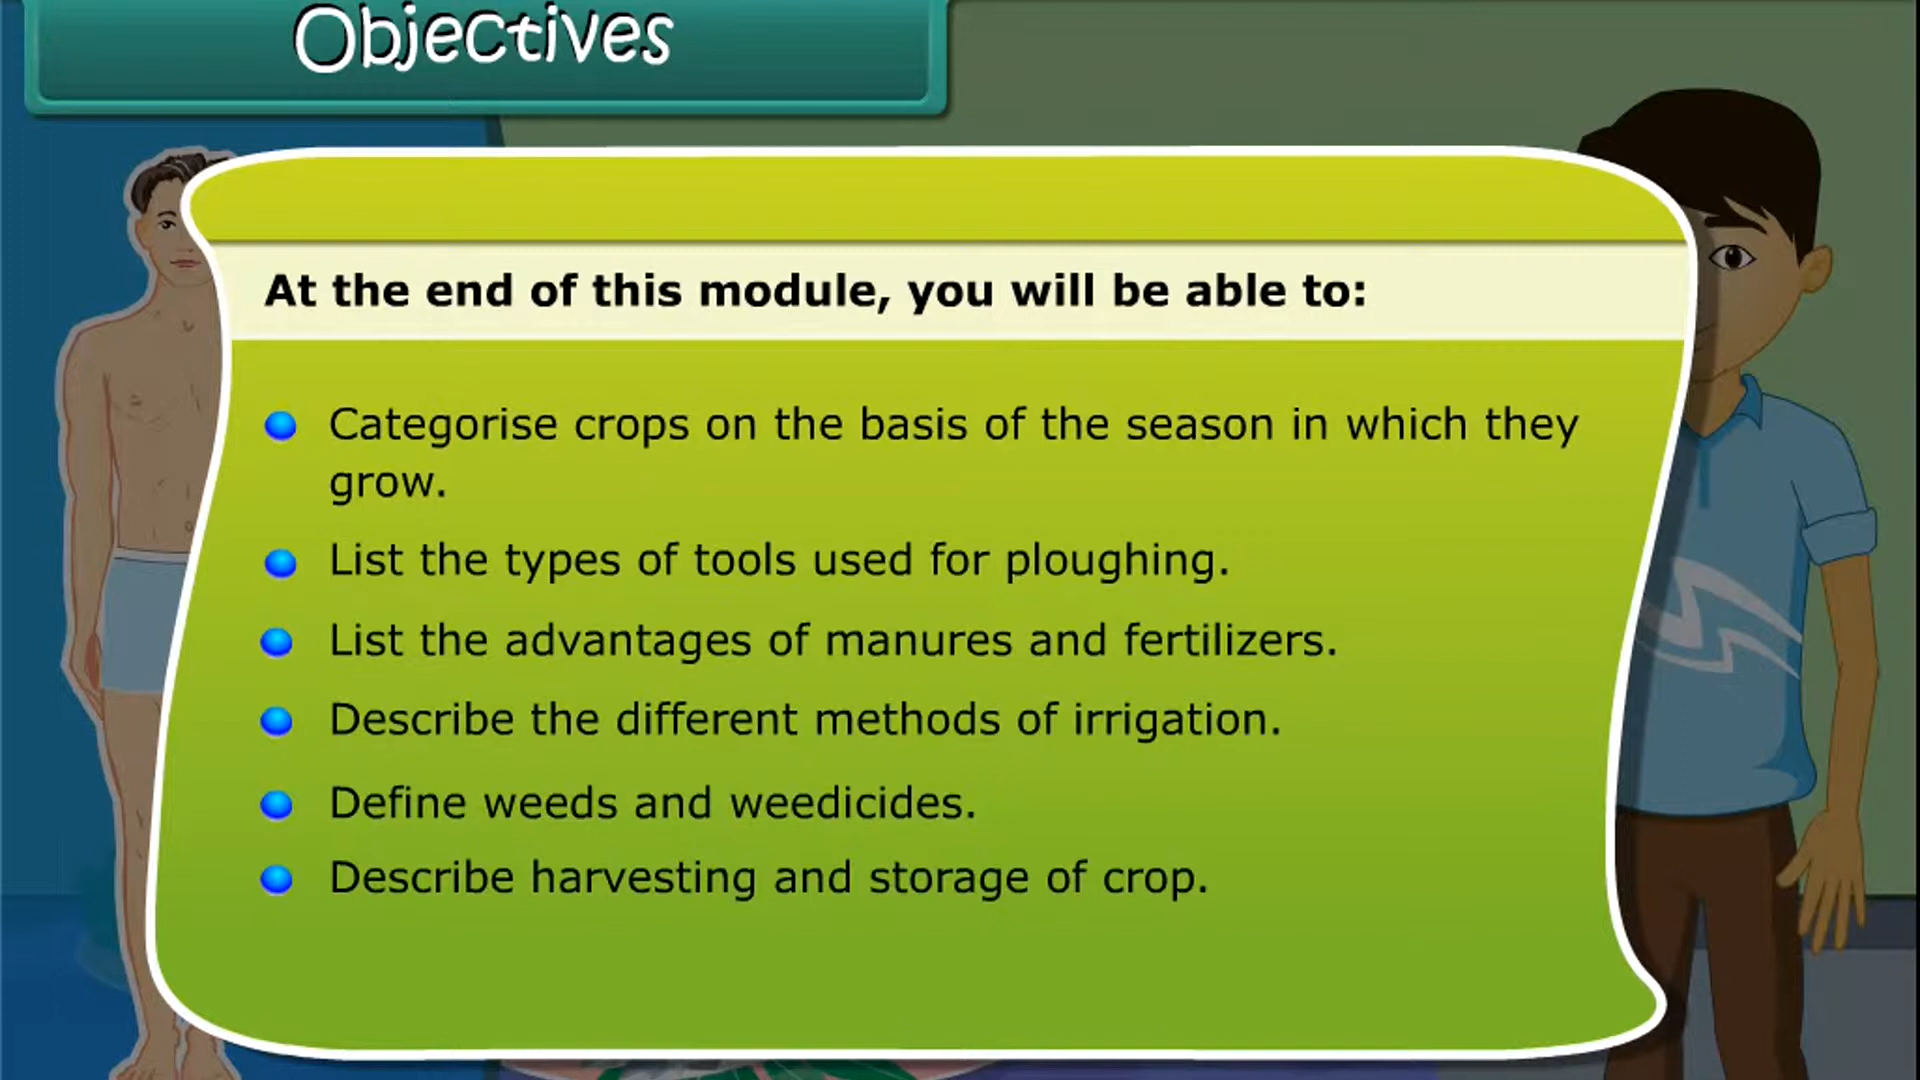 Objectives
At the end of this module, you will be able to:
Categorise crops on the basis of the season in which they
grow.
List the types of tools used for ploughing.
List the advantages of manures and fertilizers.
Describe the different methods of irrigation.
Define weeds and weedicides.
Describe harvesting and storage of crop.